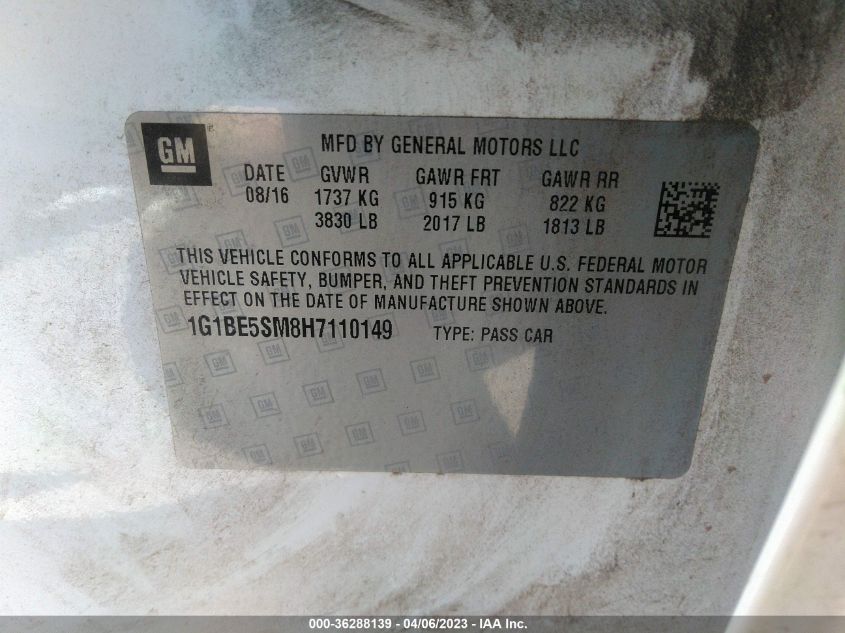 GM
MFD BY GENERAL MOTORS LLC
DATE GVWR GAWR FRT GAWR RR
08/16 1737 KG 915 KG 822 KG
3830 LB 2017 LB 1813 LB
THIS VEHICLE CONFORMS TO ALL APPLICABLE U.S. FEDERAL MOTOR
VEHICLE SAFETY, BUMPER, AND THEFT PREVENTION STANDARDS IN
EFFECT ON THE DATE OF MANUFACTURE SHOWN ABOVE.
1G1BE5SM8H7110149 TYPE: PASS CAR
000-36288139 - 04/06/2023 - IAA Inc.